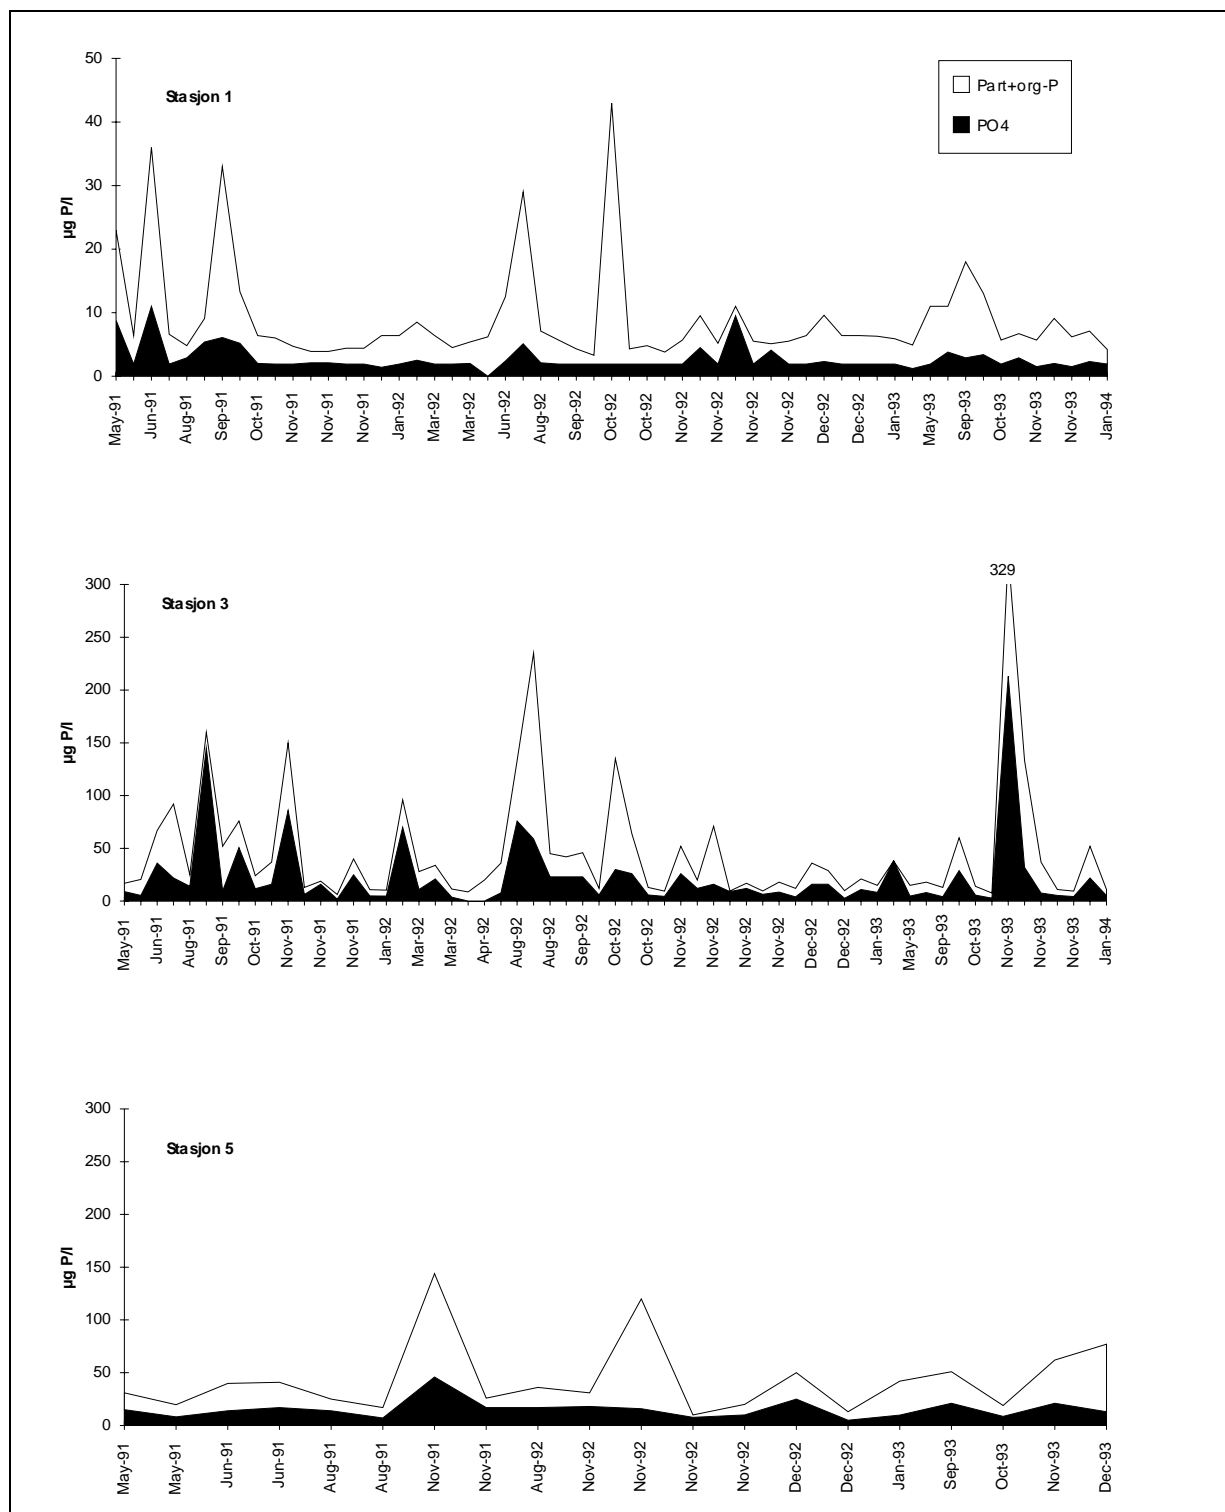 50
40
30
20
10
0
µg P/l
Stasjon 1
Part+org-P
PO4
May-91 Jun-91 Aug-91 Sep-91 Oct-91 Nov-91 Nov-91 Nov-91 Jan-92 Mar-92 Mar-92 Jun-92 Aug-92 Sep-92 Oct-92 Oct-92 Nov-92 Nov-92 Nov-92 Nov-92 Dec-92 Dec-92 Jan-93 May-93 Sep-93 Oct-93 Nov-93 Nov-93 Jan-94
329
300
250
200
150
100
50
0
µg P/l
Stasjon 3
May-91 Jun-91 Aug-91 Sep-91 Oct-91 Nov-91 Nov-91 Nov-91 Jan-92 Mar-92 Mar-92 Apr-92 Aug-92 Aug-92 Sep-92 Oct-92 Oct-92 Nov-92 Nov-92 Nov-92 Nov-92 Dec-92 Dec-92 Jan-93 May-93 Sep-93 Oct-93 Nov-93 Nov-93 Nov-93 Jan-94
300
250
200
150
100
50
0
µg P/l
Stasjon 5
May-91 May-91 Jun-91 Jun-91 Aug-91 Aug-91 Nov-91 Nov-91 Aug-92 Nov-92 Nov-92 Nov-92 Nov-92 Dec-92 Dec-92 Jan-93 Sep-93 Oct-93 Nov-93 Dec-93